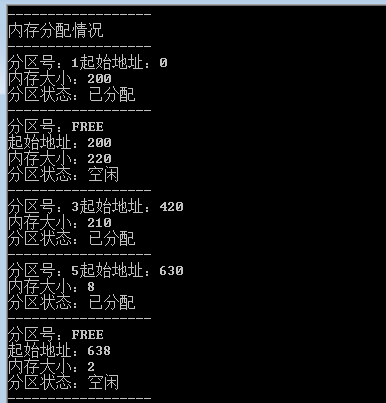 ------------------
内存分配情况
------------------
分区号：1起始地址：0
内存大小：200
分区状态：已分配
------------------
分区号：FREE
起始地址：200
内存大小：220
分区状态：空闲
------------------
分区号：3起始地址：420
内存大小：210
分区状态：已分配
------------------
分区号：5起始地址：630
内存大小：8
分区状态：已分配
------------------
分区号：FREE
起始地址：638
内存大小：2
分区状态：空闲
------------------